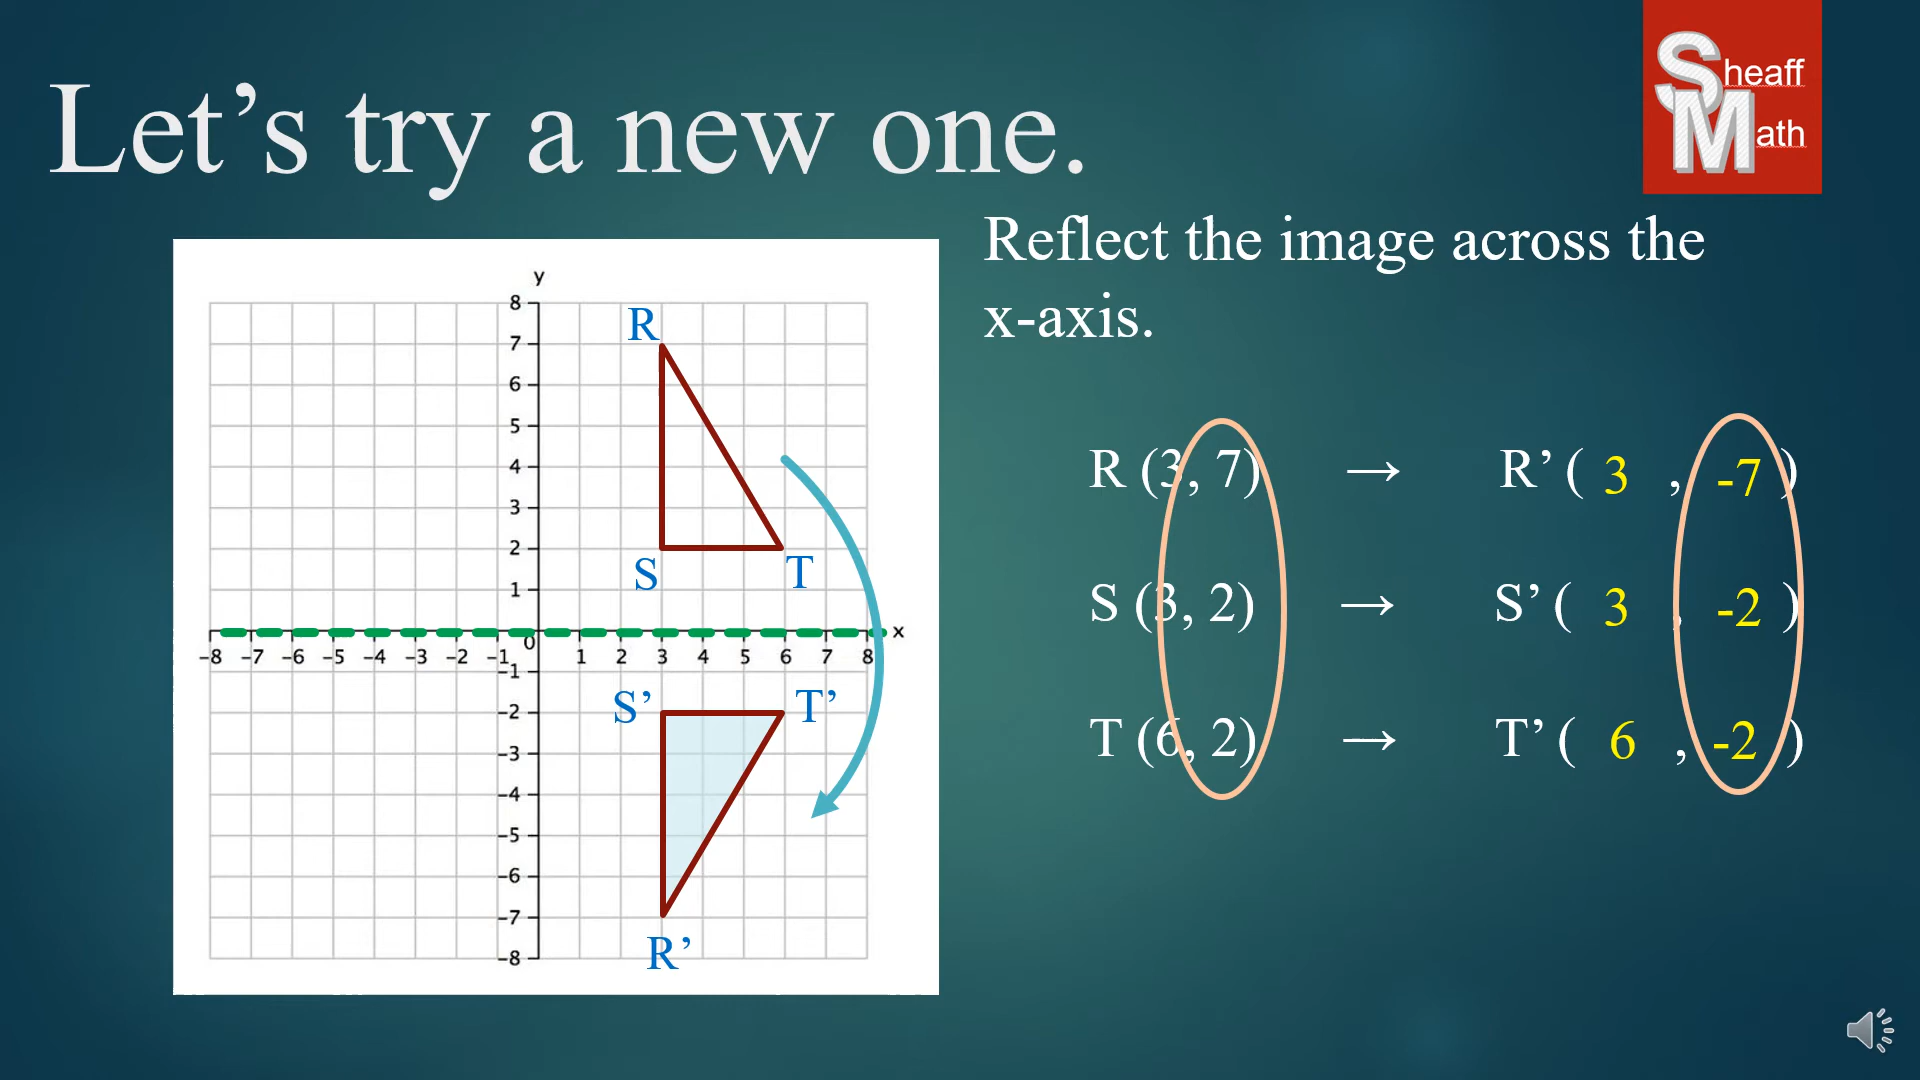 Let’s try a new one.
Sheaff
Math
Reflect the image across the
x-axis.
R (3, 7) → R’ ( 3 , -7 )
S (3, 2) → S’ ( 3 , -2 )
T (6, 2) → T’ ( 6 , -2 )
y
8
R
7
6
5
4
3
2
S T
1
x
0
-8 -7 -6 -5 -4 -3 -2 -1 1 2 3 4 5 6 7 8
-1
S’ T’
-2
-3
-4
-5
-6
-7
R’
-8